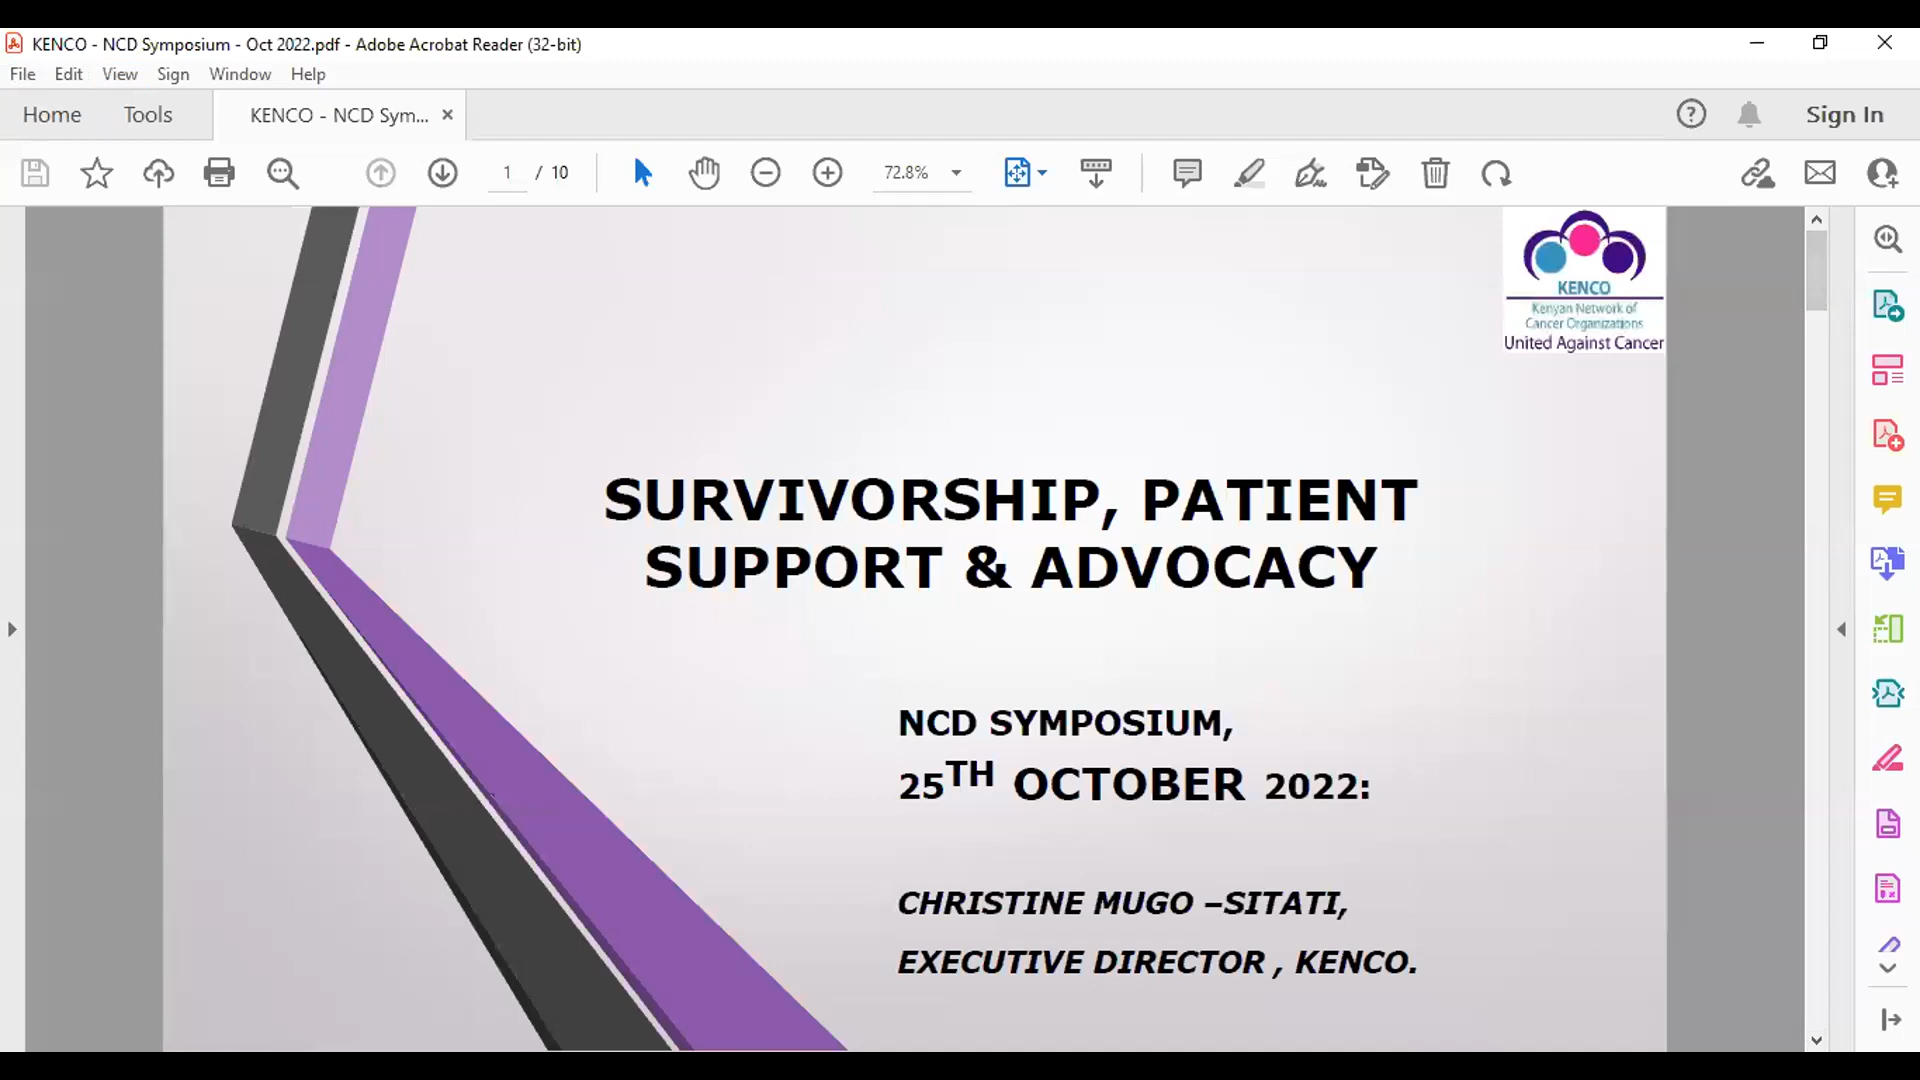 KENCO - NCD Symposium - Oct 2022.pdf - Adobe Acrobat Reader (32-bit)
File Edit View Sign Window Help
Home Tools KENCO - NCD Sym... × Sign In
1 / 10 72.8%
KENCO
Kenyan Network of
Cancer Organizations
United Against Cancer
SURVIVORSHIP, PATIENT
SUPPORT & ADVOCACY
NCD SYMPOSIUM,
25TH OCTOBER 2022:
CHRISTINE MUGO –SITATI,
EXECUTIVE DIRECTOR , KENCO.